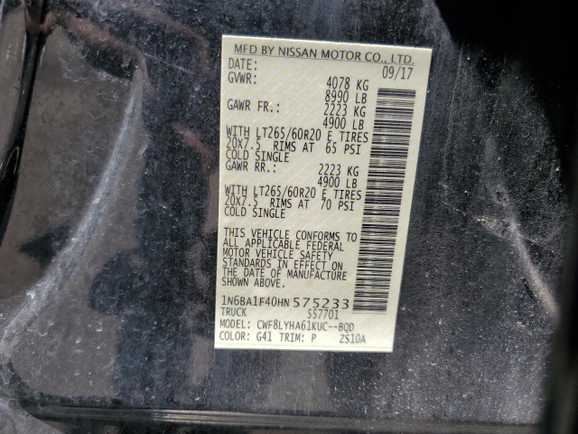 MFD BY NISSAN MOTOR CO., LTD.
DATE: 09/17
GVWR: 4078 KG
8990 LB
GAWR FR.: 2223 KG
4900 LB
WITH LT265/60R20 E TIRES
20X7.5 RIMS AT 65 PSI
COLD SINGLE
GAWR RR.: 2223 KG
4900 LB
WITH LT265/60R20 E TIRES
20X7.5 RIMS AT 70 PSI
COLD SINGLE
THIS VEHICLE CONFORMS TO
ALL APPLICABLE FEDERAL
MOTOR VEHICLE SAFETY
STANDARDS IN EFFECT ON
THE DATE OF MANUFACTURE
SHOWN ABOVE.
1N6BA1F40HN575233
TRUCK 557701
MODEL: CWF8LYHA61KUC--BQD
COLOR: G41 TRIM: P ZS10A